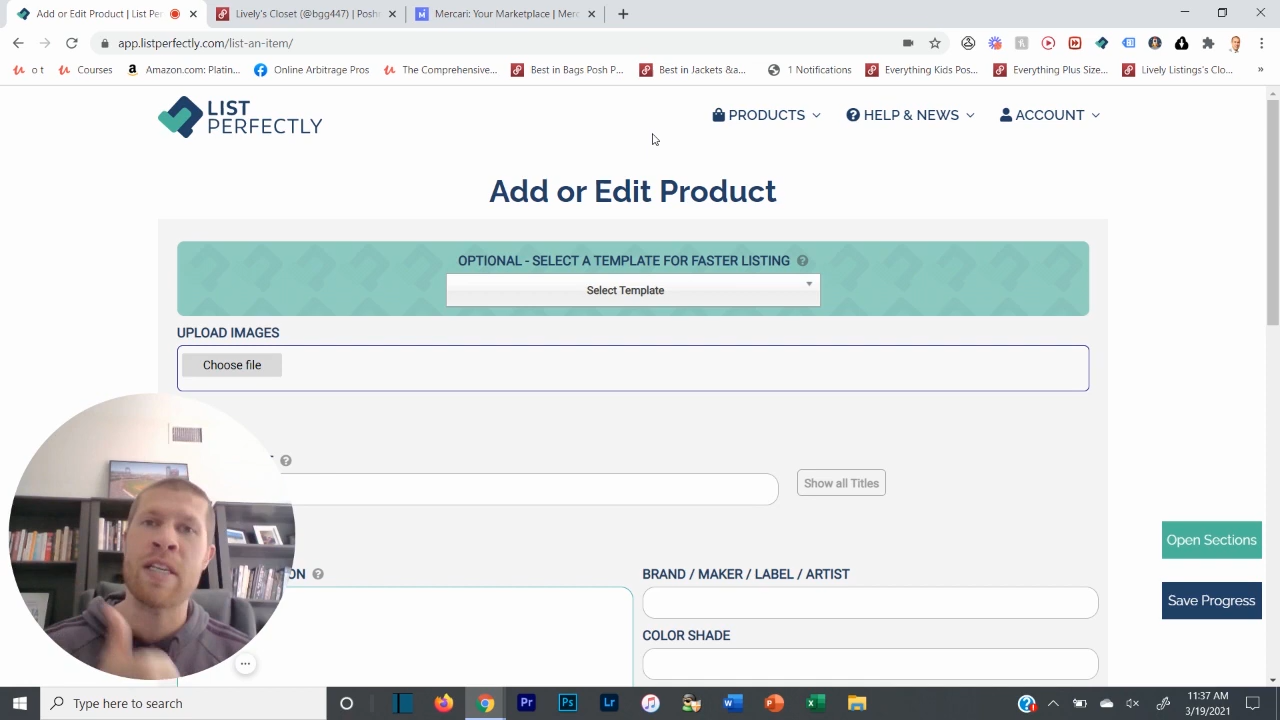 Add or Edit Product | List Perf
Lively's Closet (@bgg447) | Posh
Mercari: Your Marketplace | Merc
app.listperfectly.com/list-an-item/
o t
Courses
Amazon.com: Platin...
Online Arbitrage Pros
The Comprehensive...
Best in Bags Posh P...
Best in Jackets &a...
1 Notifications
Everything Kids Pos...
Everything Plus Size...
Lively Listings's Clo...
LIST
PERFECTLY
PRODUCTS
HELP & NEWS
ACCOUNT
Add or Edit Product
OPTIONAL - SELECT A TEMPLATE FOR FASTER LISTING
Select Template
UPLOAD IMAGES
Choose file
Show all Titles
Open Sections
ON
BRAND / MAKER / LABEL / ARTIST
Save Progress
COLOR SHADE
Type here to search
11:37 AM
3/19/2021